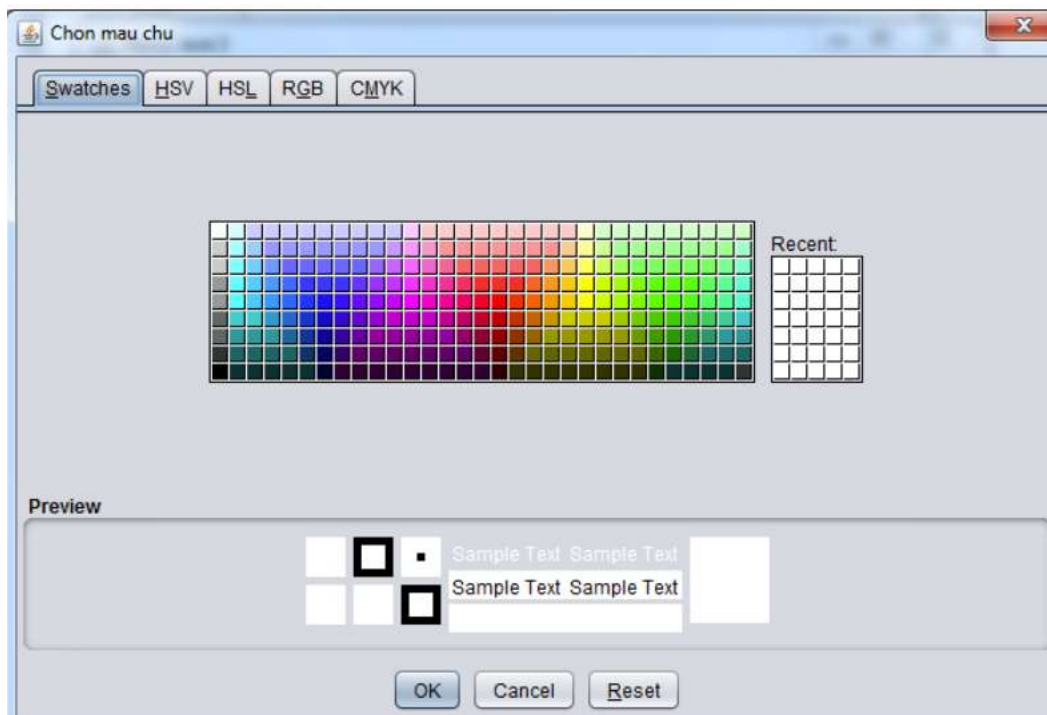 Chon mau chu
Swatches HSV HSL RGB CMYK
Recent:
Preview
Sample Text Sample Text
Sample Text Sample Text
OK Cancel Reset